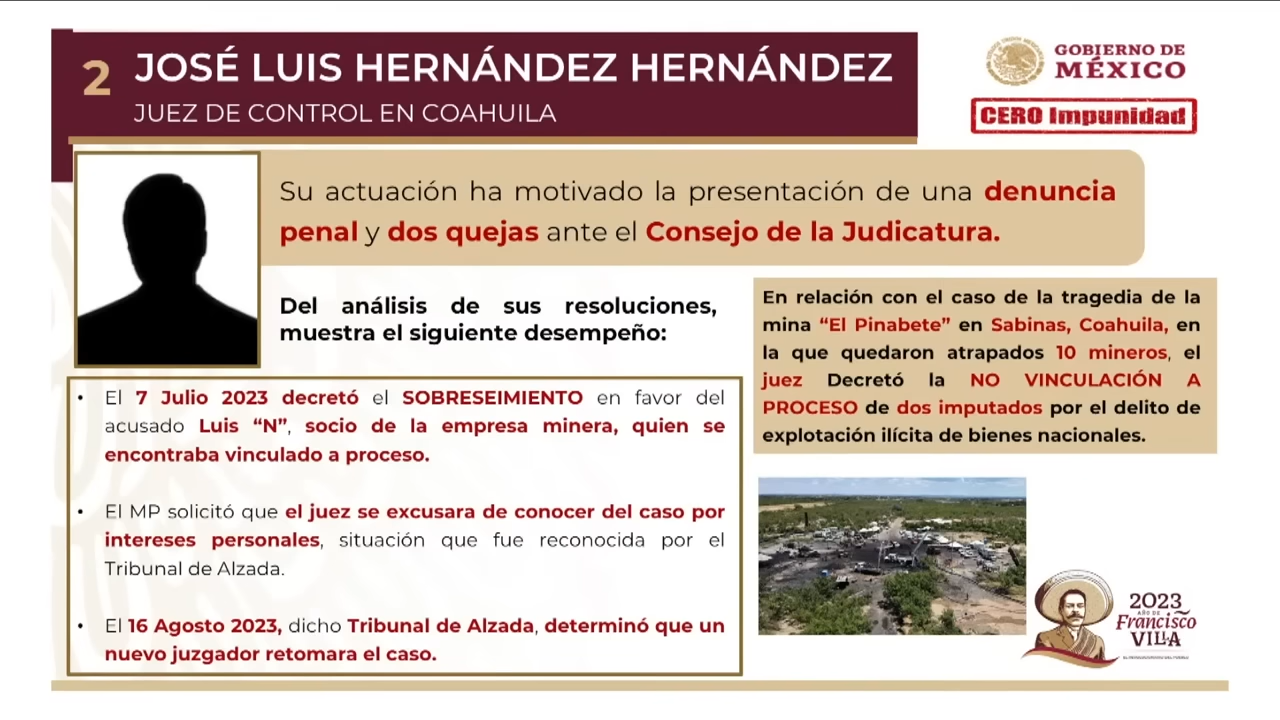 2
JOSÉ LUIS HERNÁNDEZ HERNÁNDEZ
JUEZ DE CONTROL EN COAHUILA
GOBIERNO DE
MÉXICO
CERO Impunidad
Su actuación ha motivado la presentación de una denuncia
penal y dos quejas ante el Consejo de la Judicatura.
Del análisis de sus resoluciones,
muestra el siguiente desempeño:
• El 7 Julio 2023 decretó el SOBRESEIMIENTO en favor del
acusado Luis “N”, socio de la empresa minera, quien se
encontraba vinculado a proceso.
• El MP solicitó que el juez se excusara de conocer del caso por
intereses personales, situación que fue reconocida por el
Tribunal de Alzada.
• El 16 Agosto 2023, dicho Tribunal de Alzada, determinó que un
nuevo juzgador retomara el caso.
En relación con el caso de la tragedia de la
mina “El Pinabete” en Sabinas, Coahuila, en
la que quedaron atrapados 10 mineros, el
juez Decretó la NO VINCULACIÓN A
PROCESO de dos imputados por el delito de
explotación ilícita de bienes nacionales.
2023
AÑO DE
Francisco
VILLA